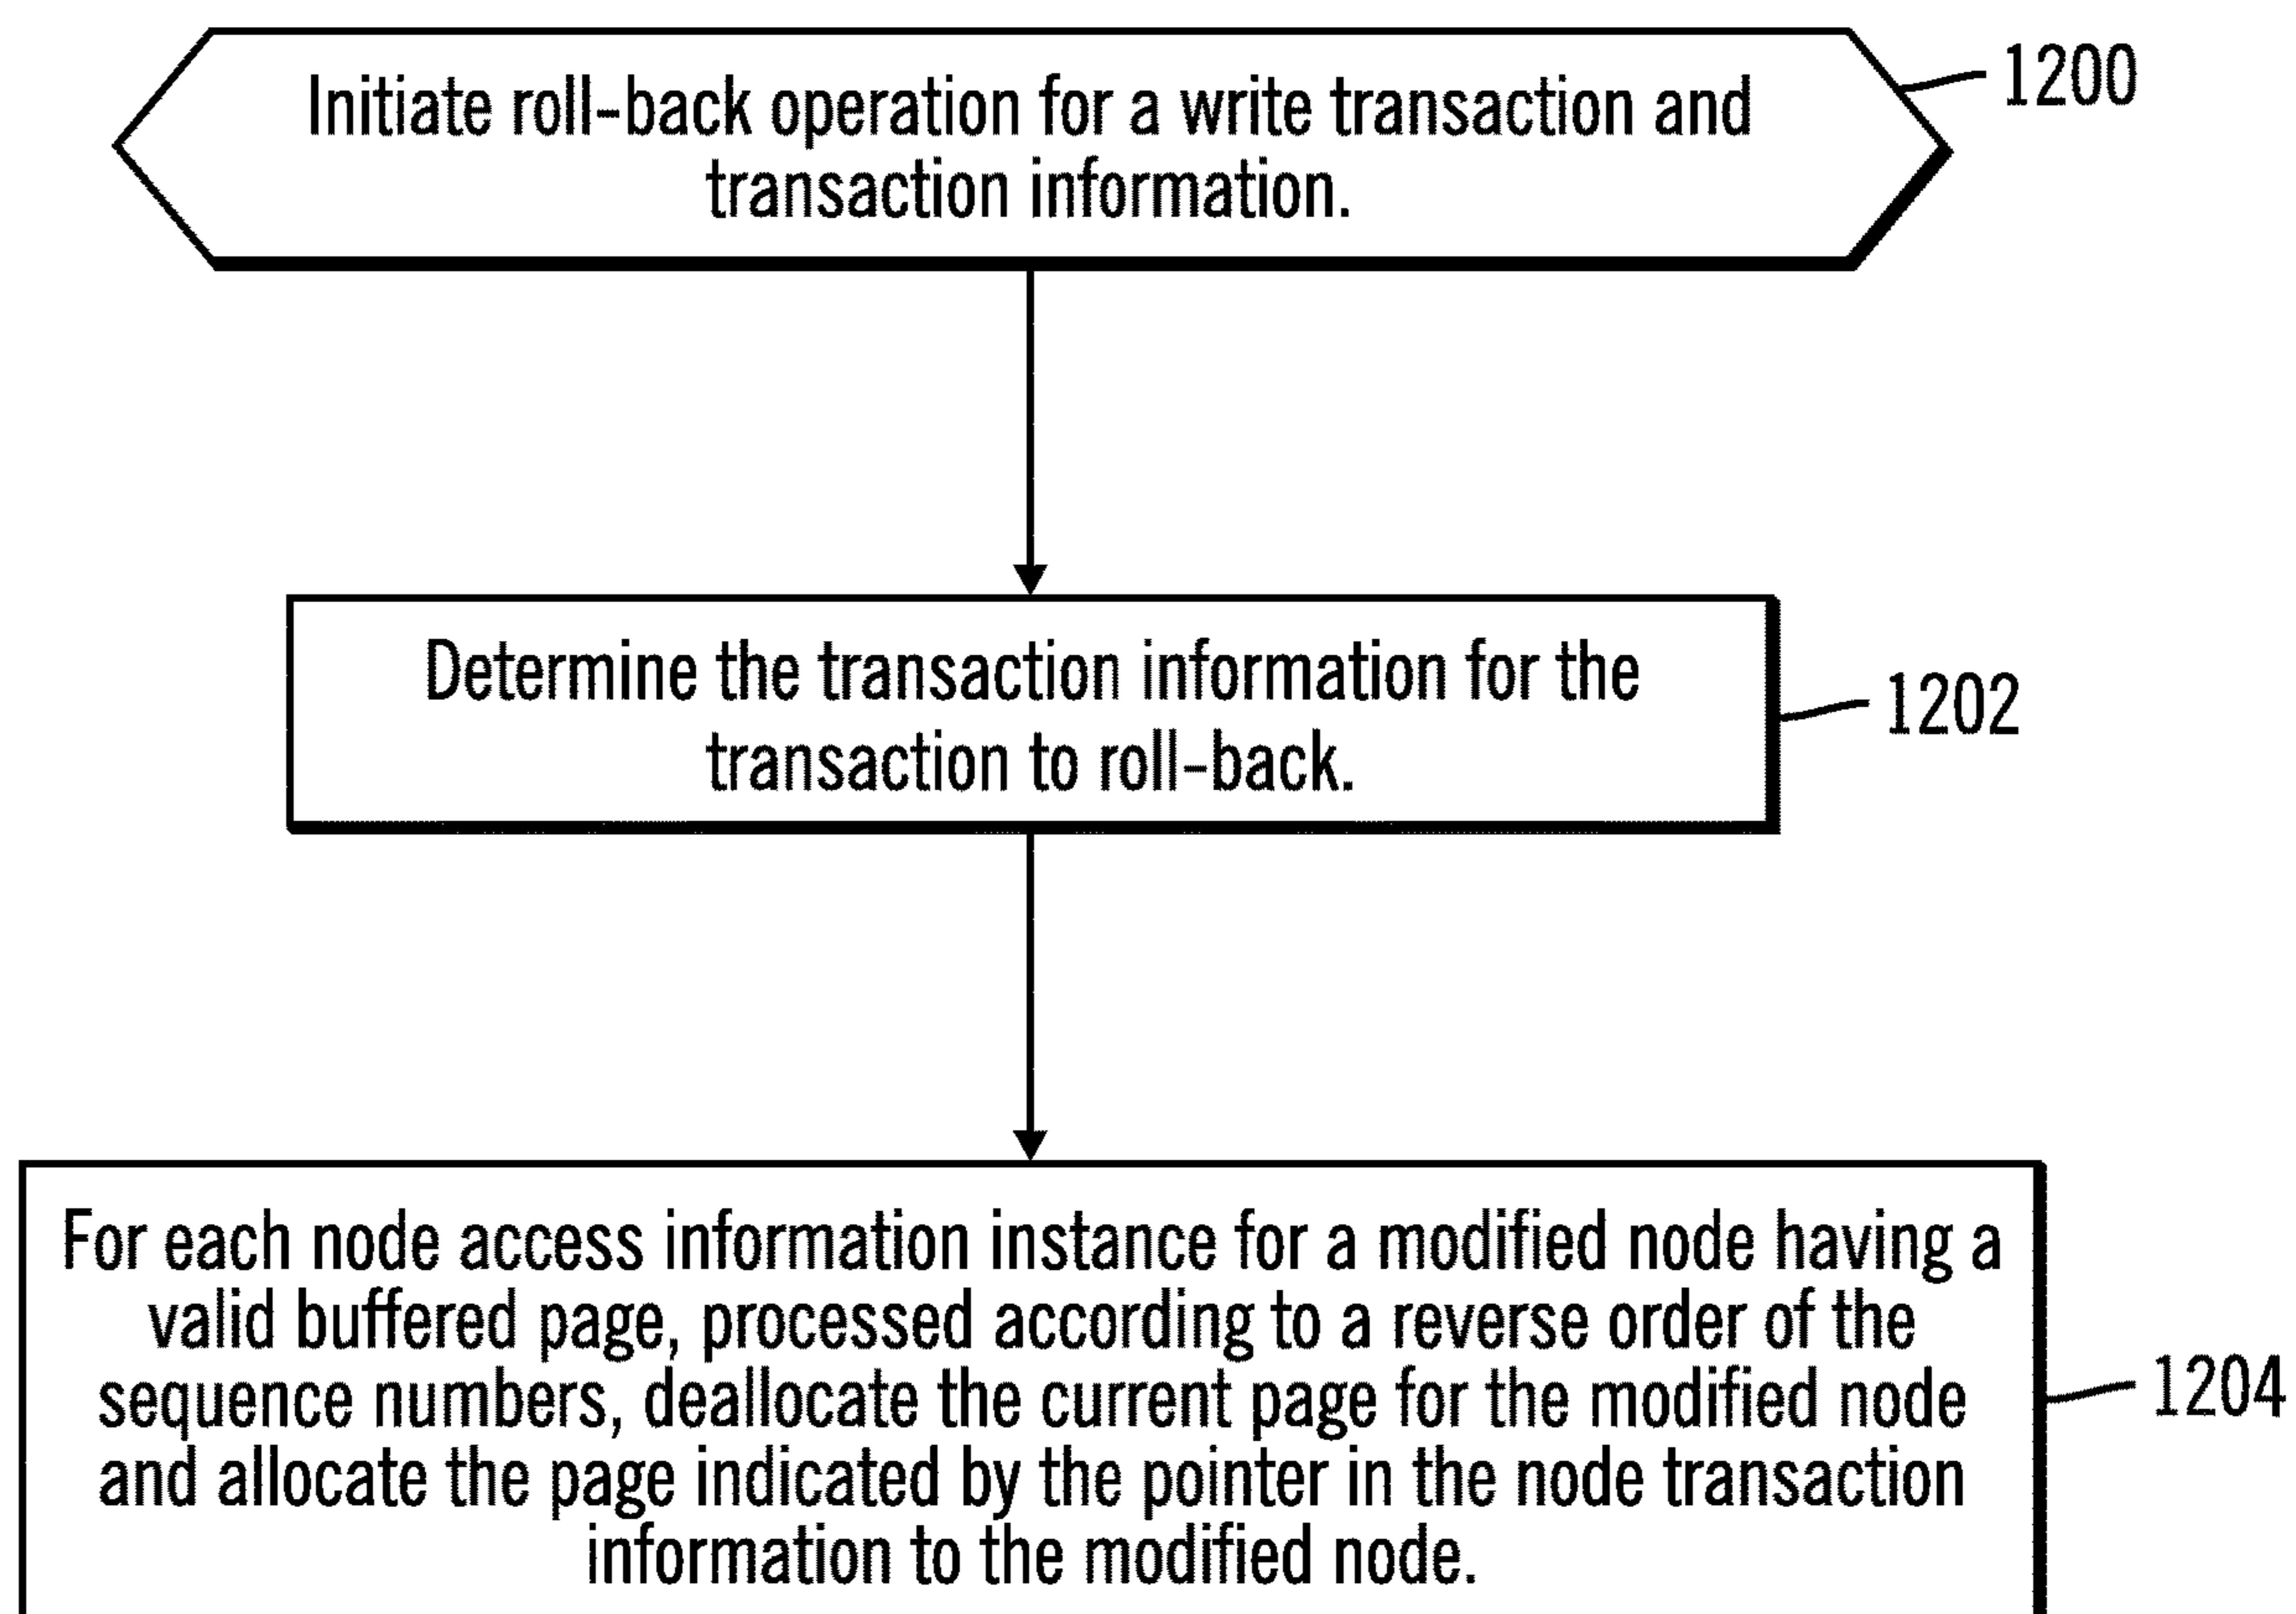 Initiate roll-back operation for a write transaction and
transaction information.
1200
Determine the transaction information for the
transaction to roll-back.
1202
For each node access information instance for a modified node having a
valid buffered page, processed according to a reverse order of the
sequence numbers, deallocate the current page for the modified node
and allocate the page indicated by the pointer in the node transaction
information to the modified node.
1204